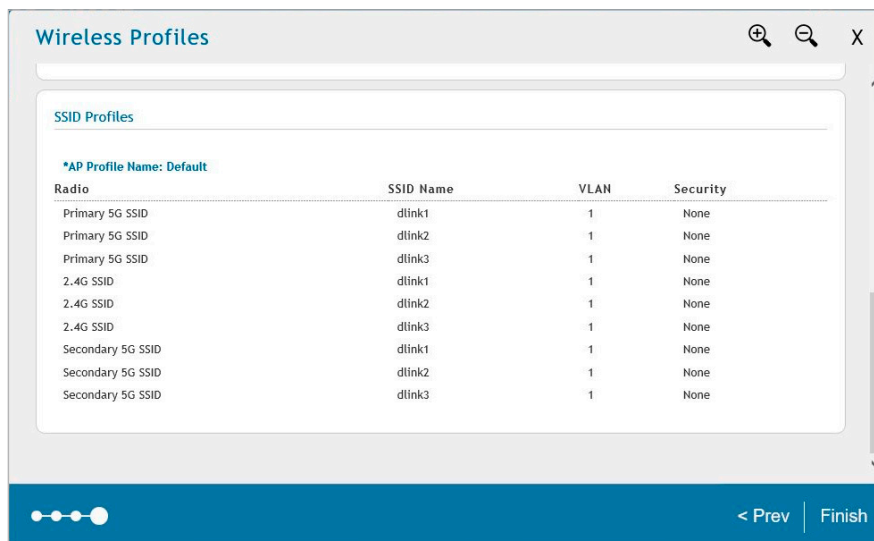 Wireless Profiles X
SSID Profiles
*AP Profile Name: Default
Radio SSID Name VLAN Security
Primary 5G SSID dlink1 1 None
Primary 5G SSID dlink2 1 None
Primary 5G SSID dlink3 1 None
2.4G SSID dlink1 1 None
2.4G SSID dlink2 1 None
2.4G SSID dlink3 1 None
Secondary 5G SSID dlink1 1 None
Secondary 5G SSID dlink2 1 None
Secondary 5G SSID dlink3 1 None
< Prev Finish